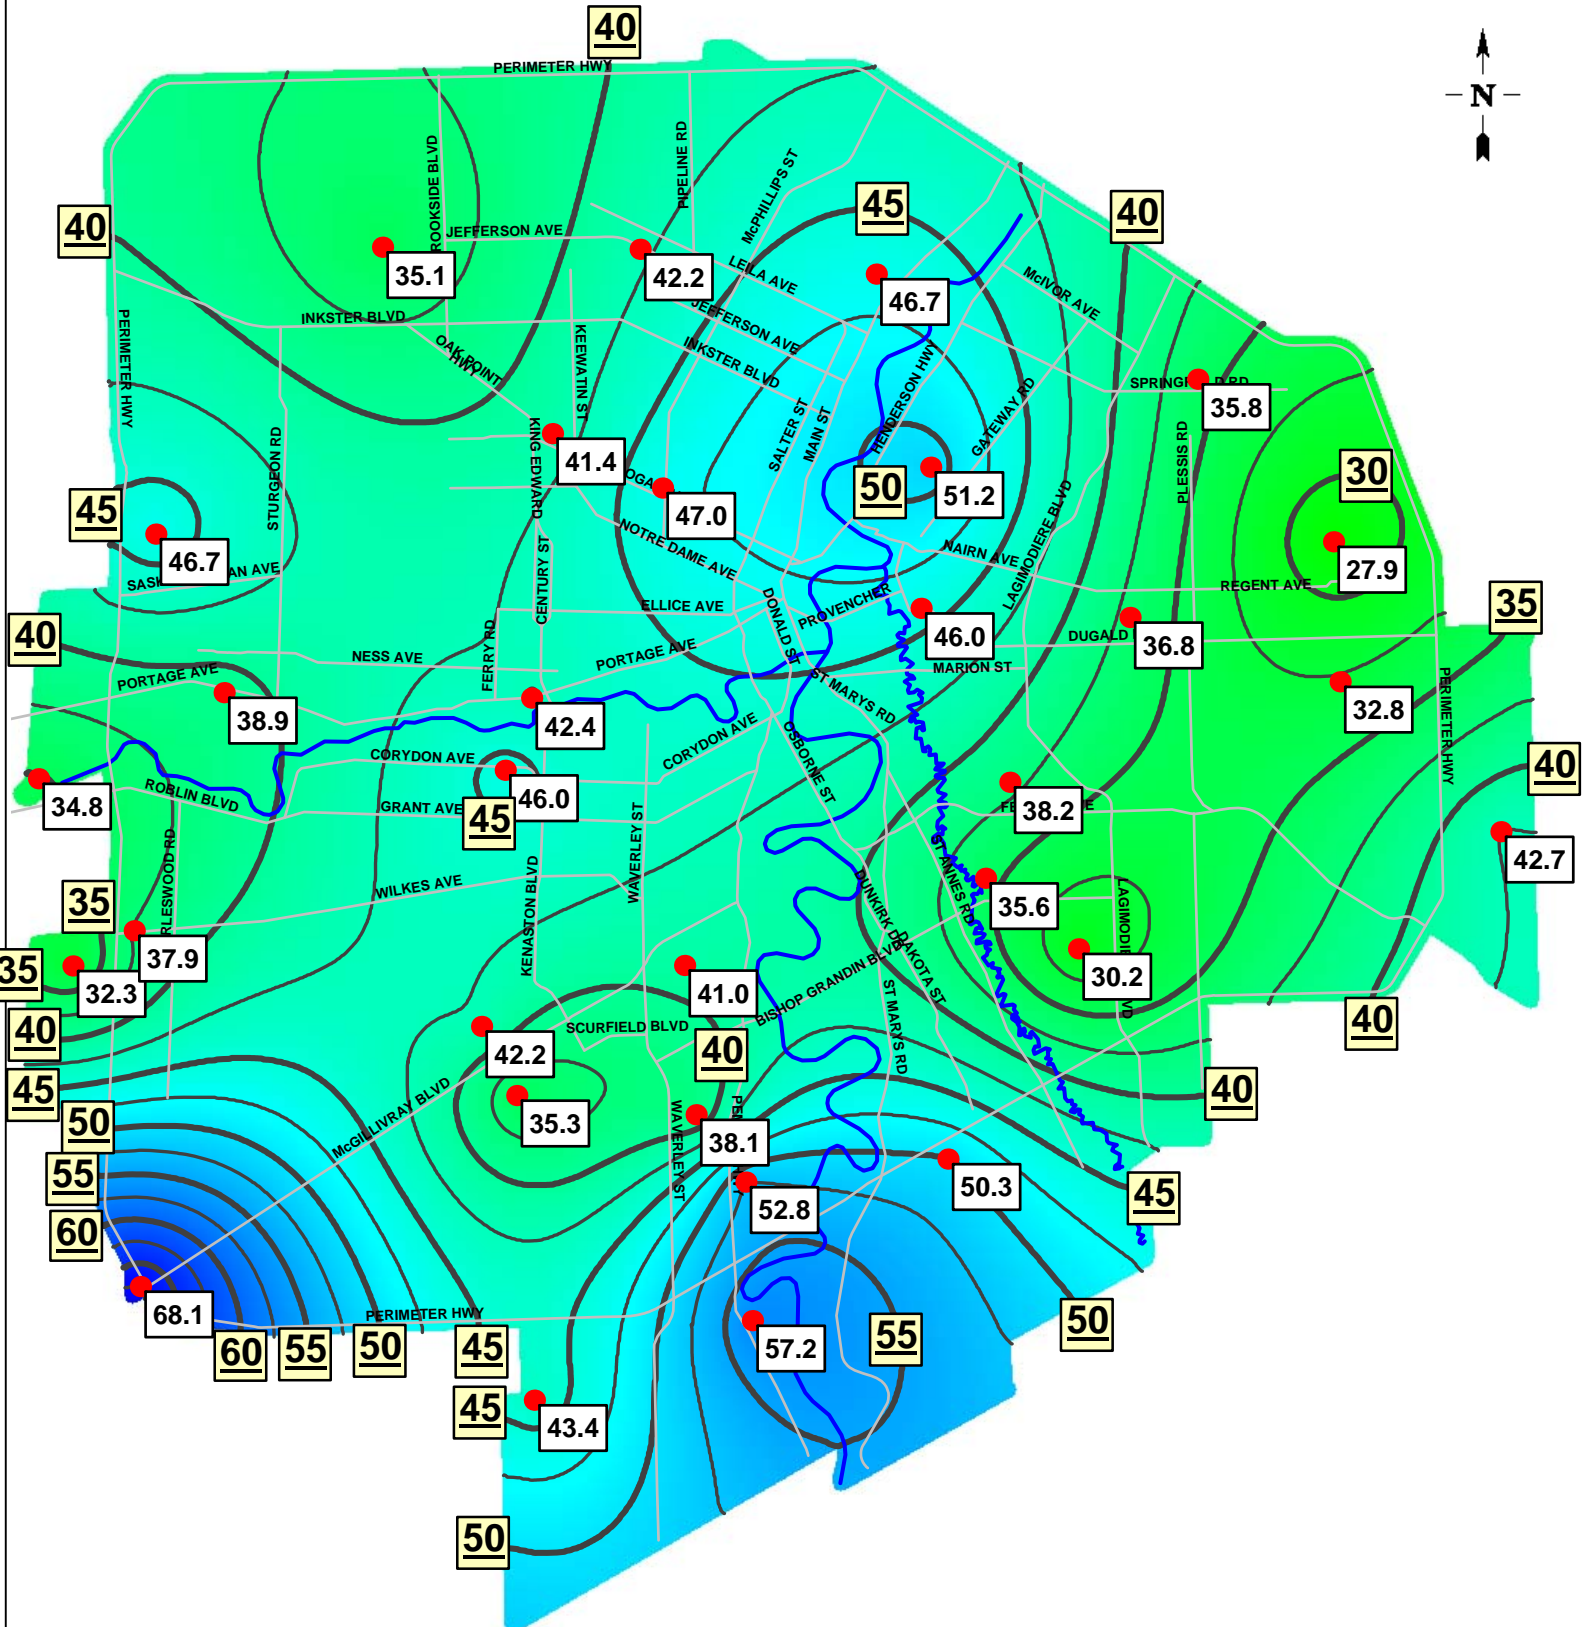 40
PERIMETER HWY
N
PIPELINE RD
McPHILLIPS ST
ROOKSIDE BLVD
40
45
40
JEFFERSON AVE
35.1
42.2
LEILA AVE
46.7
McIVOR AVE
PERIMETER HWY
INKSTER BLVD
JEFFERSON AVE
OAK POINT
HWY
KEEWATIN ST
INKSTER BLVD
HENDERSON HWY
GATEWAY RD
35.8
SALTER ST
MAIN ST
STURGEON RD
KING EDWARD
41.4
PLESSIS RD
30
45
50
51.2
47.0
LAGIMODIERE BLVD
46.7
NOTRE DAME AVE
NAIRN AVE
27.9
CENTURY ST
REGENT AVE
ELLICE AVE
DONALD ST
PROVENCHER
35
40
46.0
DUGALD
36.8
NESS AVE
FERRY RD
PORTAGE AVE
MARION ST
PORTAGE AVE
ST MARYS RD
PERIMETER HWY
38.9
42.4
32.8
CORYDON AVE
CORYDON AVE
OSBORNE ST
40
34.8
ROBLIN BLVD
GRANT AVE
46.0
45
38.2
42.7
WAVERLEY ST
ST ANNES RD
RLESWOOD RD
WILKES AVE
35
KENASTON BLVD
DUNKIRK DR
35.6
37.9
DAKOTA ST
35
32.3
41.0
BISHOP GRANDIN BLVD
30.2
40
SCURFIELD BLVD
ST MARYS RD
40
42.2
40
45
McGILLIVRAY BLVD
40
50
35.3
WAVERLEY ST
38.1
55
50.3
45
52.8
60
68.1
PERIMETER HWY
50
57.2
55
60
55
50
45
45
43.4
50